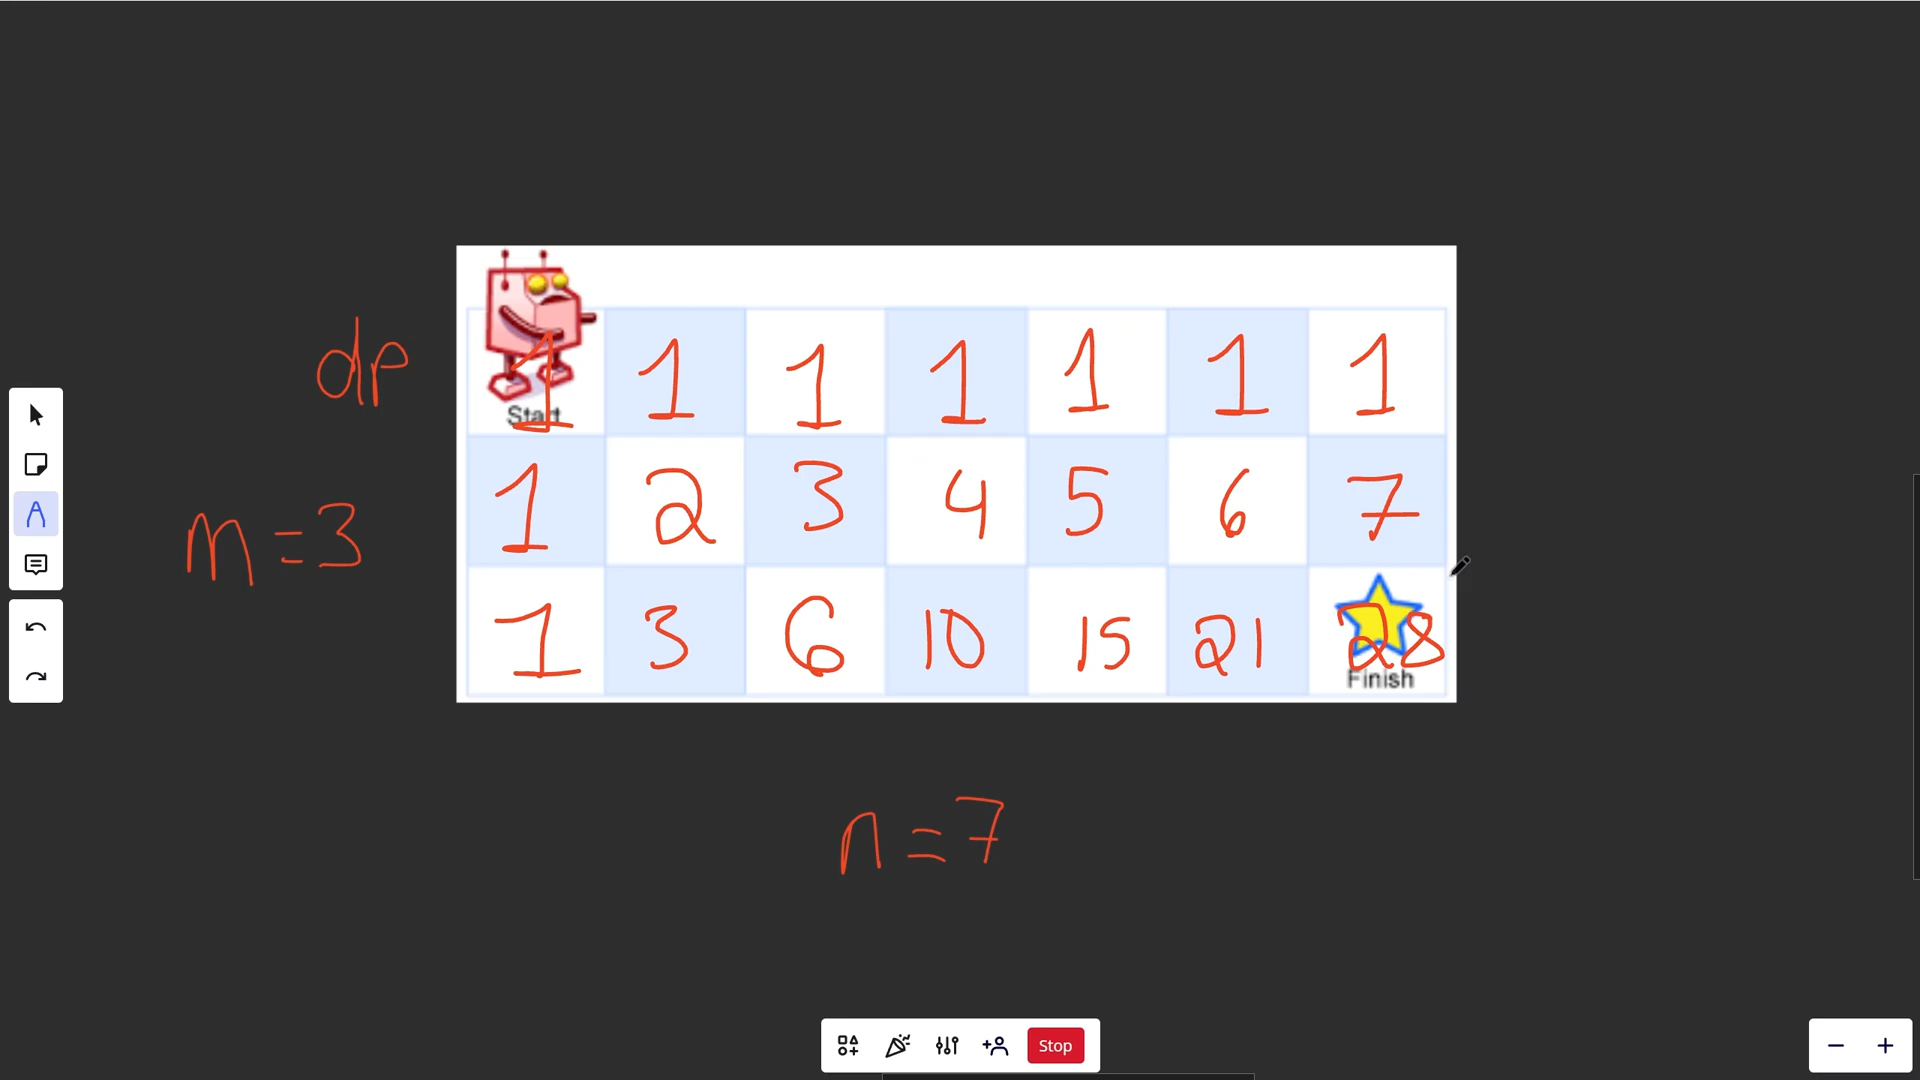 dp
1 1 1 1 1 1 1
Start
m = 3
1 2 3 4 5 6 7
1 3 6 10 15 21 28
Finish
n = 7
Stop